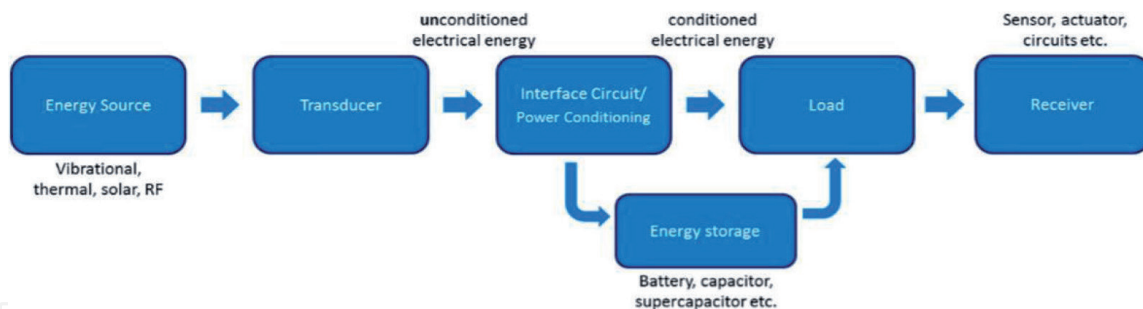 unconditioned
electrical energy
conditioned
electrical energy
Sensor, actuator,
circuits etc.
Energy Source
Transducer
Interface Circuit/
Power Conditioning
Load
Receiver
Vibrational,
thermal, solar, RF
Energy storage
Battery, capacitor,
supercapacitor etc.